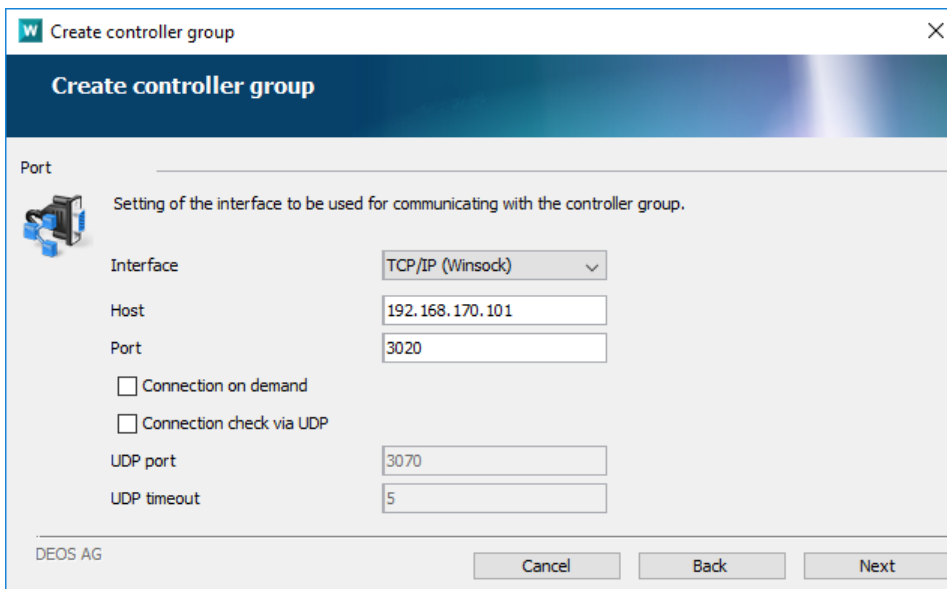 W Create controller group
Create controller group
Port
Setting of the interface to be used for communicating with the controller group.
Interface TCP/IP (Winsock)
Host 192.168.170.101
Port 3020
Connection on demand
Connection check via UDP
UDP port 3070
UDP timeout 5
DEOS AG
Cancel Back Next